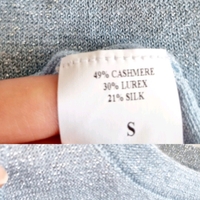 49% CASHMERE
30% LUREX
21% SILK
S